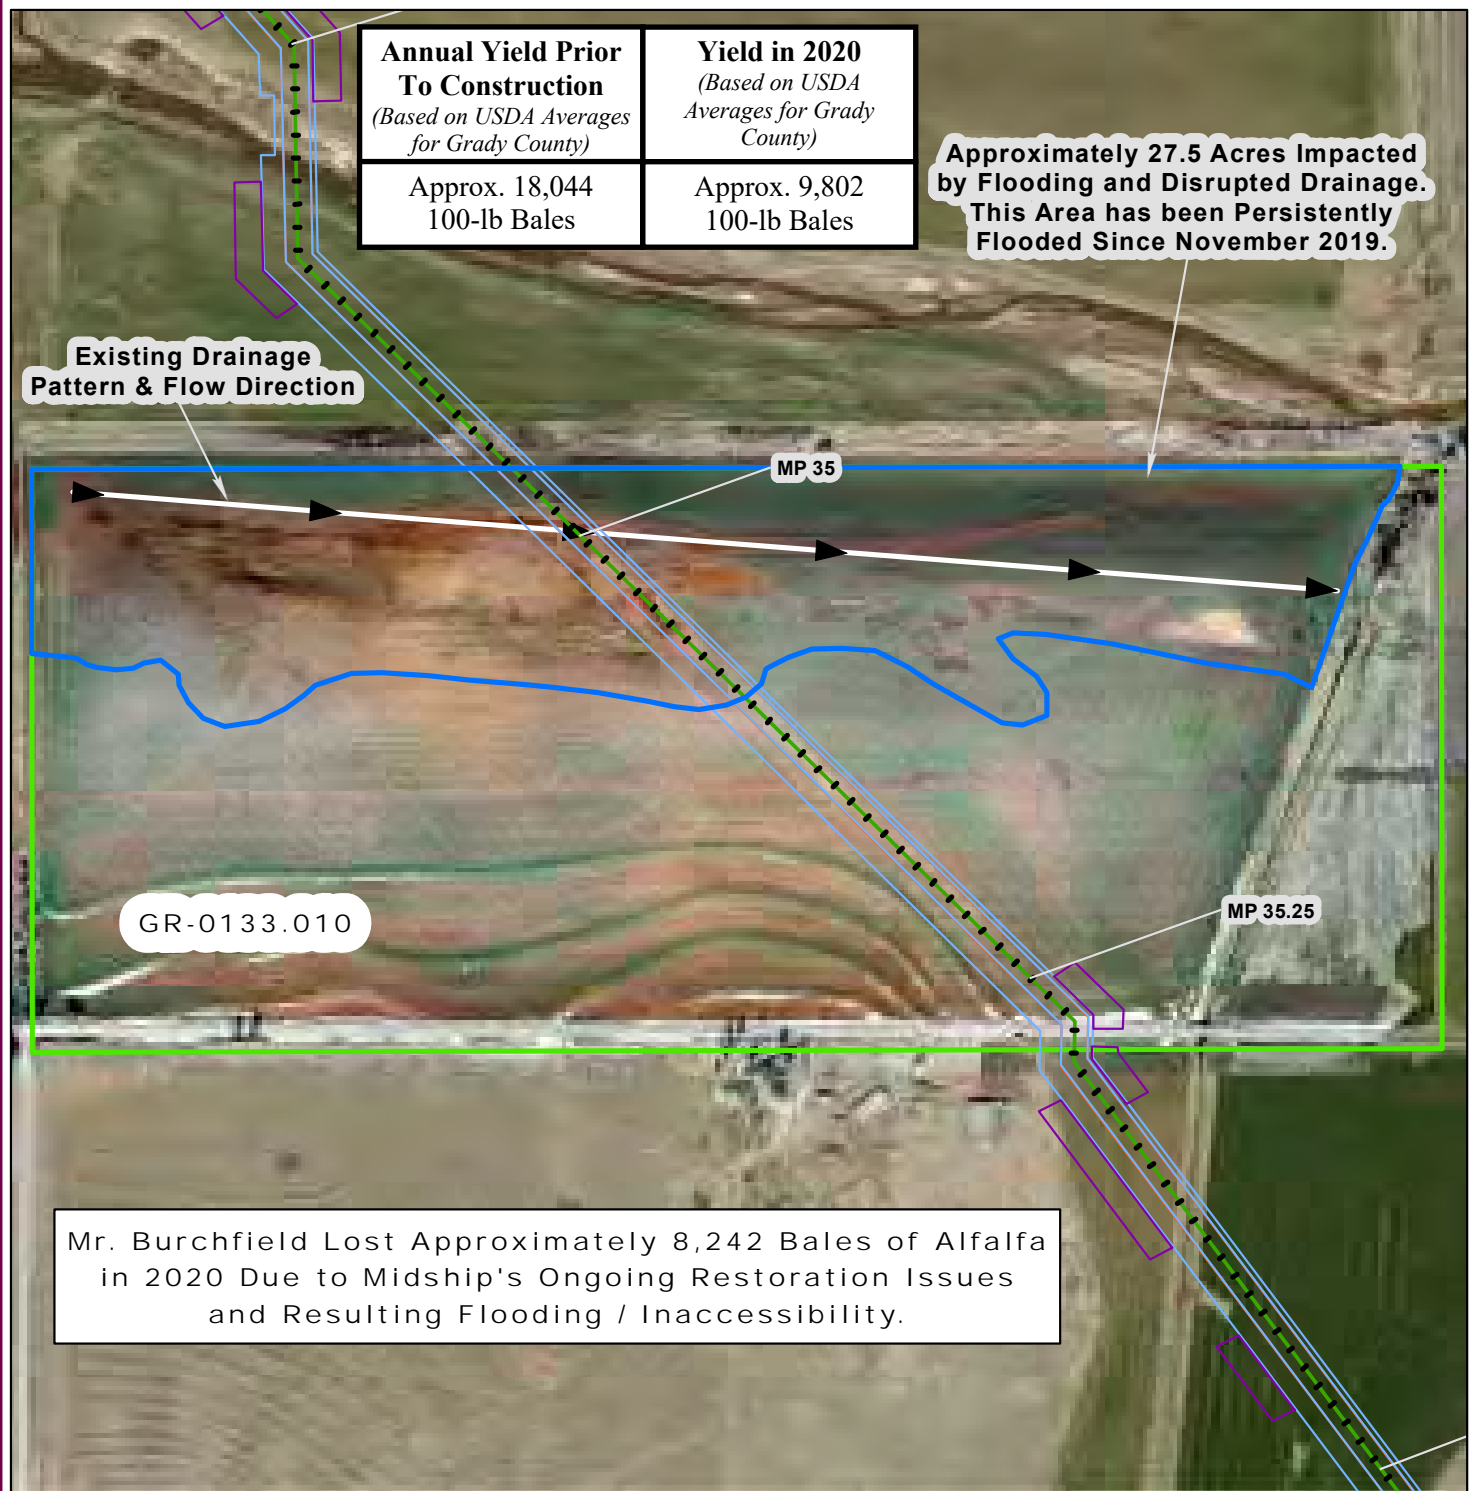 Annual Yield Prior
To Construction
(Based on USDA Averages
for Grady County)
Yield in 2020
(Based on USDA
Averages for Grady
County)
Approx. 18,044
100-lb Bales
Approx. 9,802
100-lb Bales
Approximately 27.5 Acres Impacted
by Flooding and Disrupted Drainage.
This Area has been Persistently
Flooded Since November 2019.
Existing Drainage
Pattern & Flow Direction
MP 35
GR-0133.010
MP 35.25
Mr. Burchfield Lost Approximately 8,242 Bales of Alfalfa
in 2020 Due to Midship's Ongoing Restoration Issues
and Resulting Flooding / Inaccessibility.